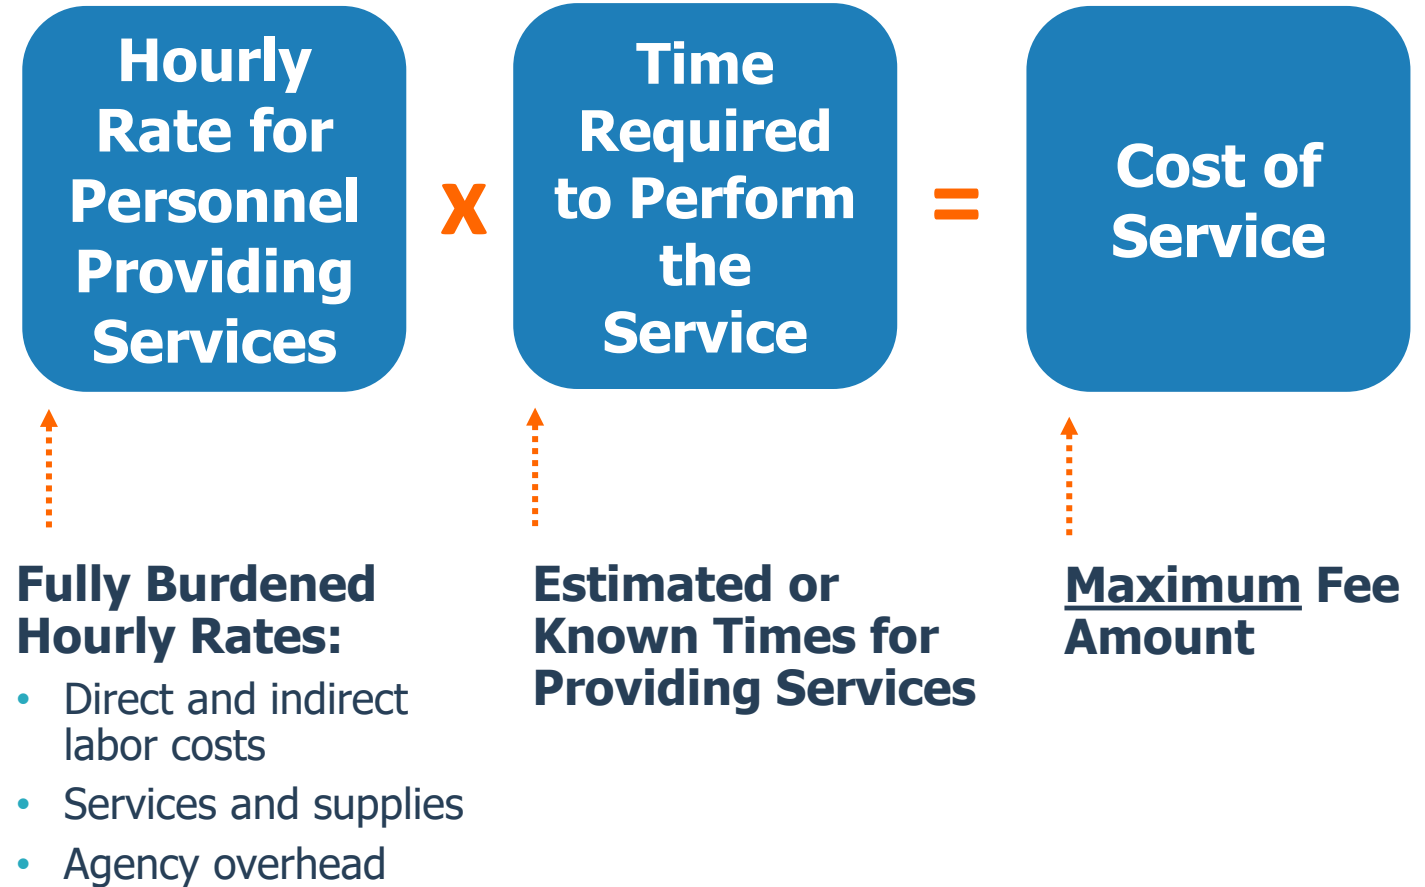 Hourly
Rate for
Personnel
Providing
Services
x
Time
Required
to Perform
the
Service
=
Cost of
Service
Fully Burdened
Hourly Rates:
• Direct and indirect
labor costs
• Services and supplies
• Agency overhead
Estimated or
Known Times for
Providing Services
Maximum Fee
Amount